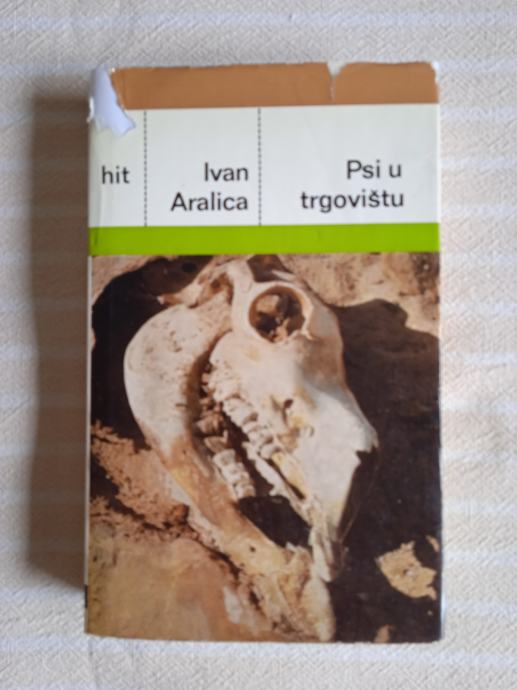 hit
Ivan
Aralica
Psi u
trgovištu